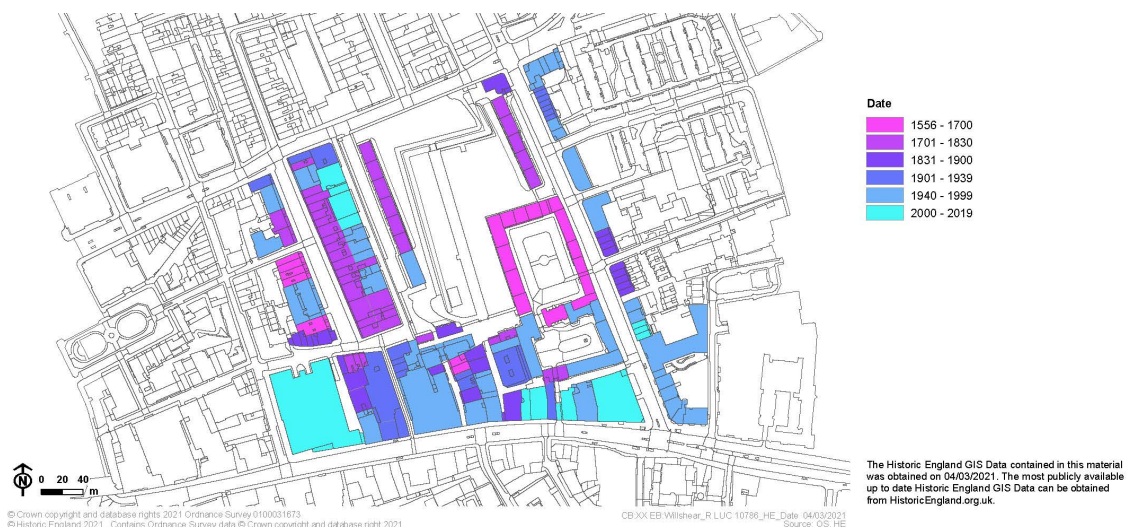 Date
1556 - 1700
1701 - 1830
1831 - 1900
1901 - 1939
1940 - 1999
2000 - 2019
N
0 20 40
m
The Historic England GIS Data contained in this material
was obtained on 04/03/2021. The most publicly available
up to date Historic England GIS Data can be obtained
from HistoricEngland.org.uk.
© Crown copyright and database rights 2021 Ordnance Survey 0100031673
© Historic England 2021. Contains Ordnance Survey data © Crown copyright and database right 2021
CB:XX EB:Willshear_R LUC 10786_HE_Date 04/03/2021
Source: OS, HE